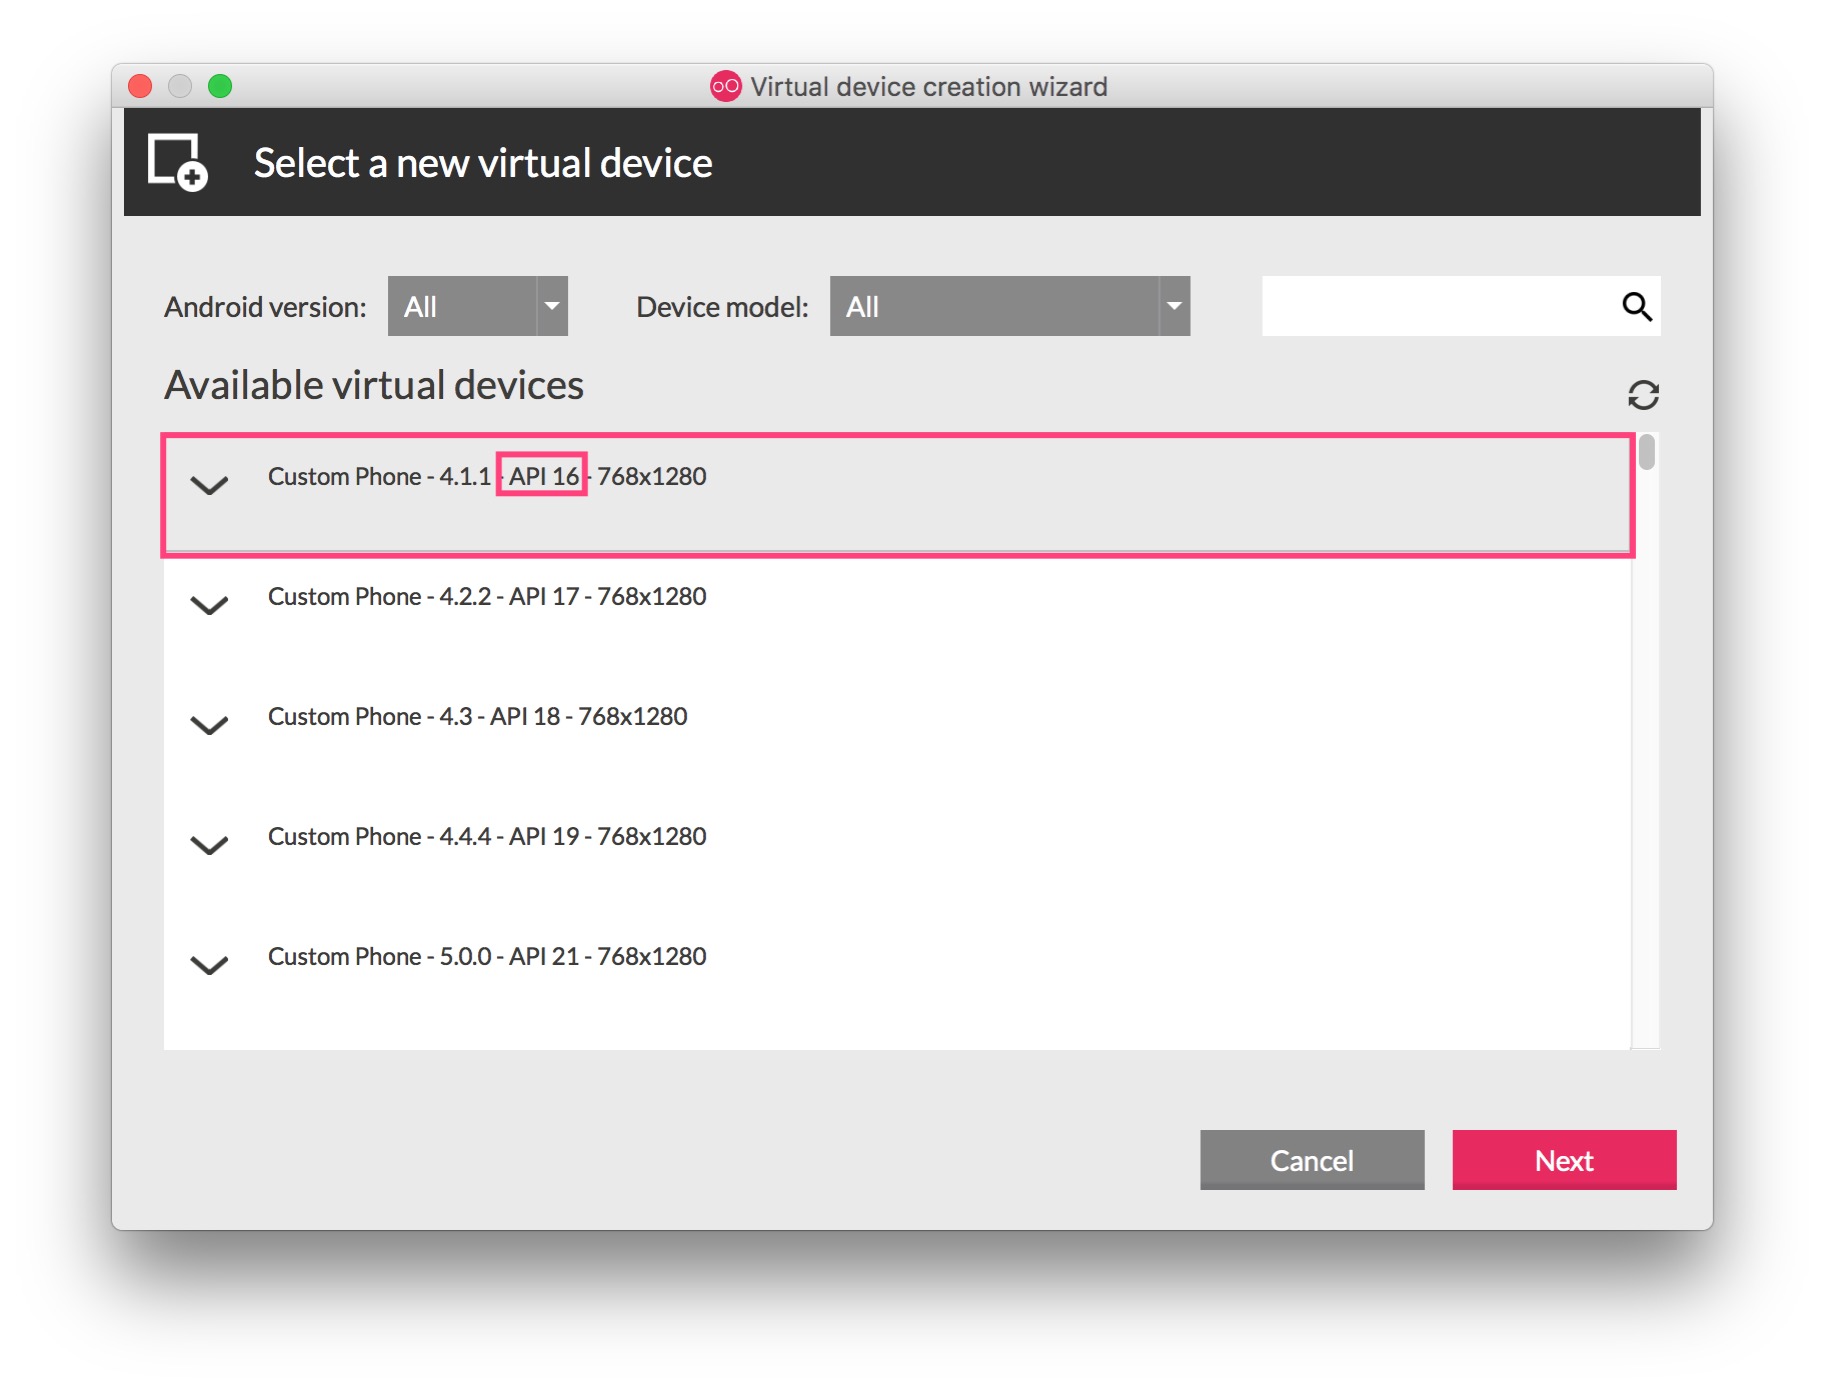 Virtual device creation wizard
Select a new virtual device
Android version: All Device model: All
Available virtual devices
Custom Phone - 4.1.1 - API 16 - 768x1280
Custom Phone - 4.2.2 - API 17 - 768x1280
Custom Phone - 4.3 - API 18 - 768x1280
Custom Phone - 4.4.4 - API 19 - 768x1280
Custom Phone - 5.0.0 - API 21 - 768x1280
Cancel Next